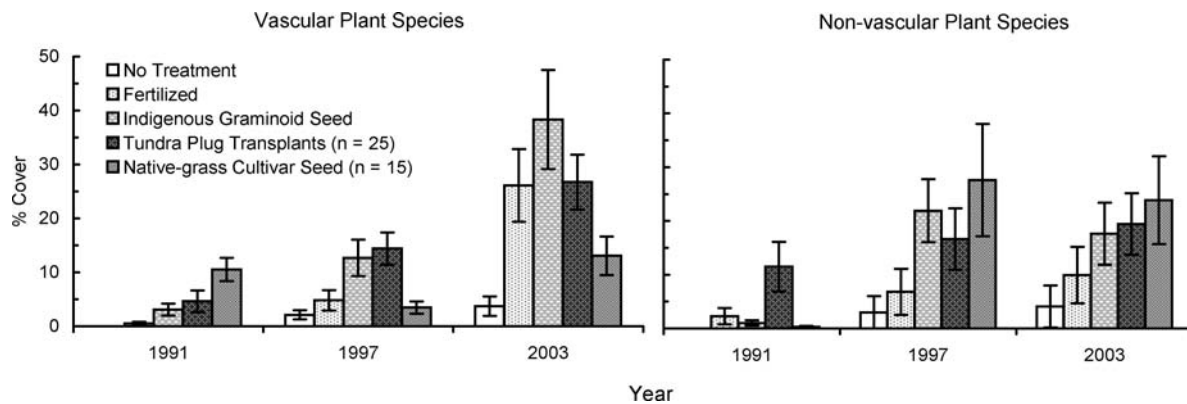 Vascular Plant Species
Non-vascular Plant Species
% Cover
50
40
30
20
10
0
No Treatment
Fertilized
Indigenous Graminoid Seed
Tundra Plug Transplants (n = 25)
Native-grass Cultivar Seed (n = 15)
1991
1997
2003
1991
1997
2003
Year